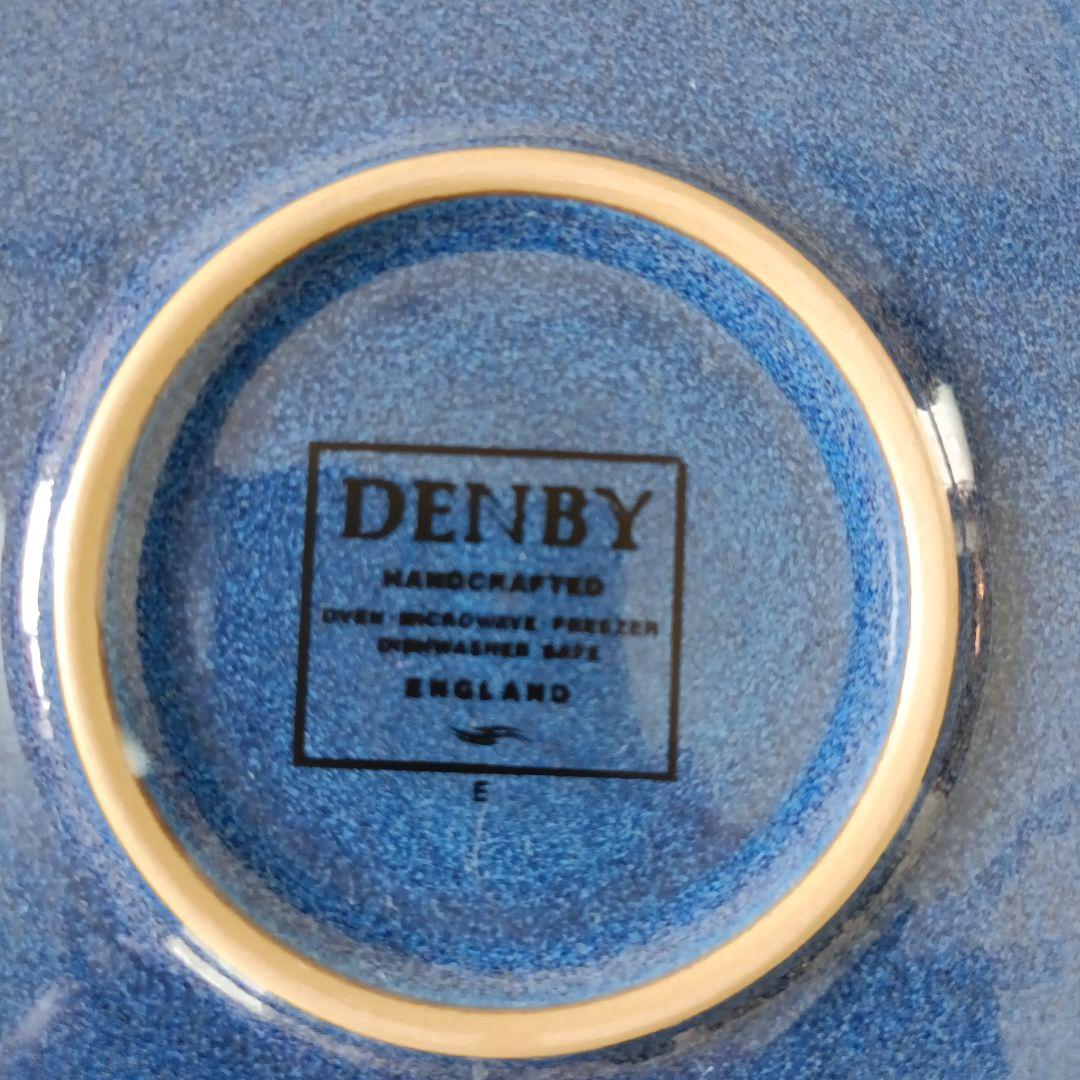 DENBY
HANDCRAFTED
OVEN MICROWAVE FREEZER
DISHWASHER SAFE
ENGLAND
E